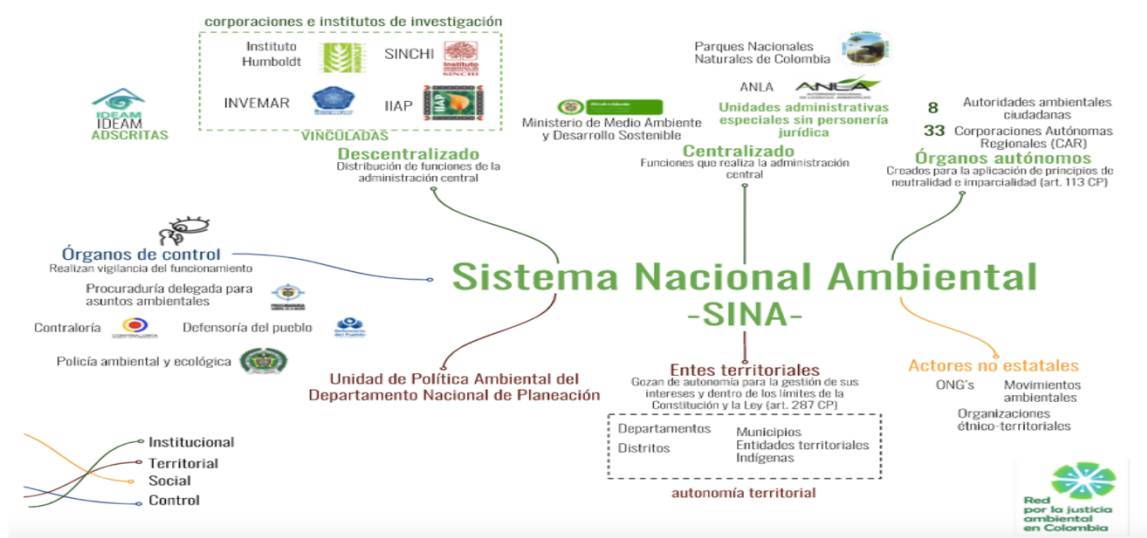 corporaciones e institutos de investigación
Instituto
Humboldt
HUMBOLDT
SINCHI
Instituto
SINCHI
INVEMAR
IIAP
IIAP
VINCULADAS
IDEAM
IDEAM
ADSCRITAS
Descentralizado
Distribución de funciones de la
administración central
Ministerio de Medio Ambiente
y Desarrollo Sostenible
Parques Nacionales
Naturales de Colombia
ANLA
ANLA
Unidades administrativas
especiales sin personería
jurídica
Centralizado
Funciones que realiza la administración
central
8 Autoridades ambientales
ciudadanas
33 Corporaciones Autónomas
Regionales (CAR)
Órganos autónomos
Creados para la aplicación de principios de
neutralidad e imparcialidad (art. 113 CP)
Órganos de control
Realizan vigilancia del funcionamiento
Procuraduría delegada para
asuntos ambientales
Contraloría
Defensoría del pueblo
Policía ambiental y ecológica
Sistema Nacional Ambiental
-SINA-
Unidad de Política Ambiental del
Departamento Nacional de Planeación
Entes territoriales
Gozan de autonomía para la gestión de sus
intereses y dentro de los límites de la
Constitución y la Ley (art. 287 CP)
Departamentos
Distritos
Municipios
Entidades territoriales
Indígenas
autonomía territorial
Actores no estatales
ONG's
Movimientos
ambientales
Organizaciones
étnico-territoriales
Institucional
Territorial
Social
Control
Red
por la justicia
ambiental
en Colombia